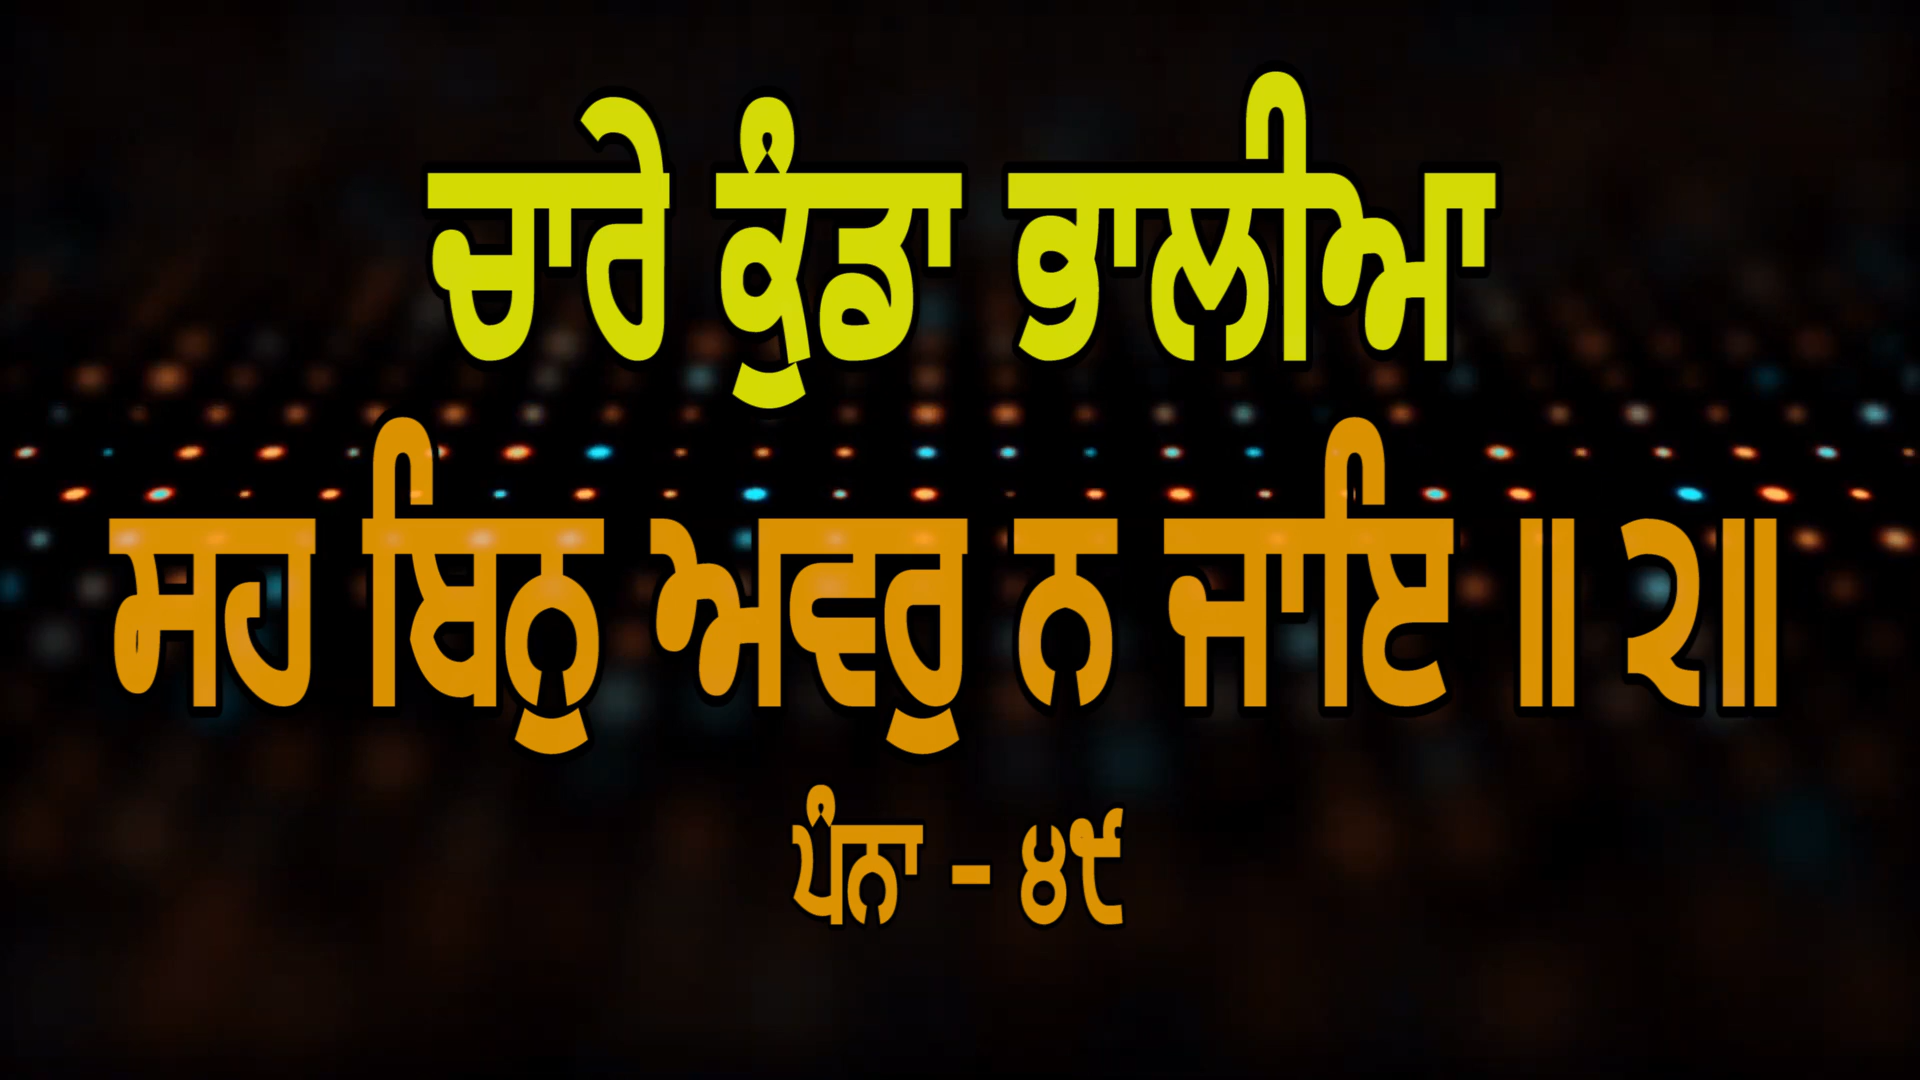 ਚਾਰੇ ਕੁੰਡਾ ਭਾਲੀਆ
ਸਹ ਬਿਨੁ ਅਵਰੁ ਨ ਜਾਇ ॥ ੨॥
ਪੰਨਾ - ੪੯